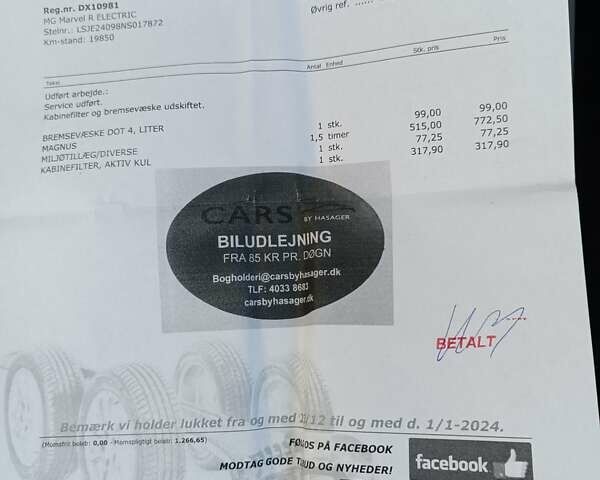 Reg.nr. DX10981
MG Marvel R ELECTRIC
Stelnr.: LSJE24098NS017872
Km-stand: 19850
Øvrig ref. ......
Tekst Antal Enhed Stk. pris Pris
Udført arbejde.:
Service udført.
Kabinefilter og bremsevæske udskiftet.
BREMSEVÆSKE DOT 4, LITER 1 stk. 99,00 99,00
MAGNUS 1,5 timer 515,00 772,50
MILJØTILLÆG/DIVERSE 1 stk. 77,25 77,25
KABINEFILTER, AKTIV KUL 1 stk. 317,90 317,90
CARS
BY HASAGER
BILUDLEJNING
FRA 85 KR PR. DØGN
Bogholderi@carsbyhasager.dk
TLF: 4033 8683
carsbyhasager.dk
BETALT
Bemærk vi holder lukket fra og med /12 til og med d. 1/1-2024.
(Momsfrit beløb: 0,00 - Momspligtigt beløb: 1.266,65)
FØLG OS PÅ FACEBOOK
MODTAG GODE TILBUD OG NYHEDER!
facebook